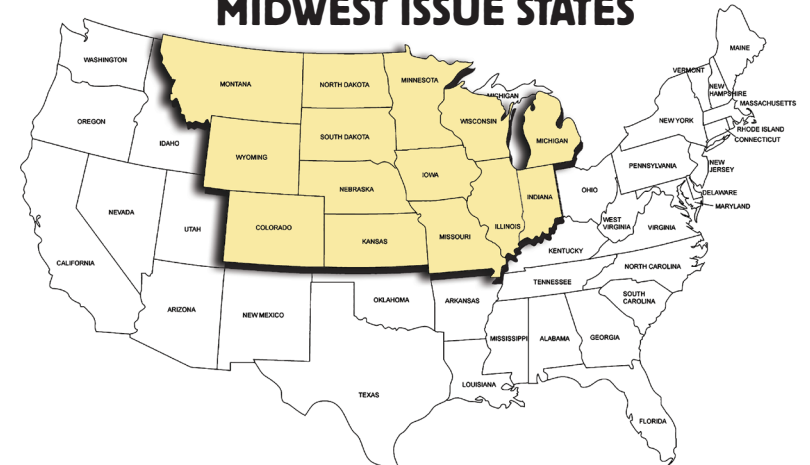 MIDWEST ISSUE STATES
WASHINGTON
MONTANA
NORTH DAKOTA
MINNESOTA
MICHIGAN
VERMONT
MAINE
NEW
HAMPSHIRE
MASSACHUSETTS
OREGON
IDAHO
SOUTH DAKOTA
WISCONSIN
MICHIGAN
NEW YORK
RHODE ISLAND
CONNECTICUT
WYOMING
NEBRASKA
IOWA
ILLINOIS
INDIANA
OHIO
PENNSYLVANIA
NEW
JERSEY
DELAWARE
MARYLAND
NEVADA
UTAH
COLORADO
KANSAS
MISSOURI
KENTUCKY
WEST
VIRGINIA
VIRGINIA
CALIFORNIA
ARIZONA
NEW MEXICO
OKLAHOMA
ARKANSAS
TENNESSEE
NORTH CAROLINA
SOUTH
CAROLINA
MISSISSIPPI
ALABAMA
GEORGIA
TEXAS
LOUISIANA
FLORIDA